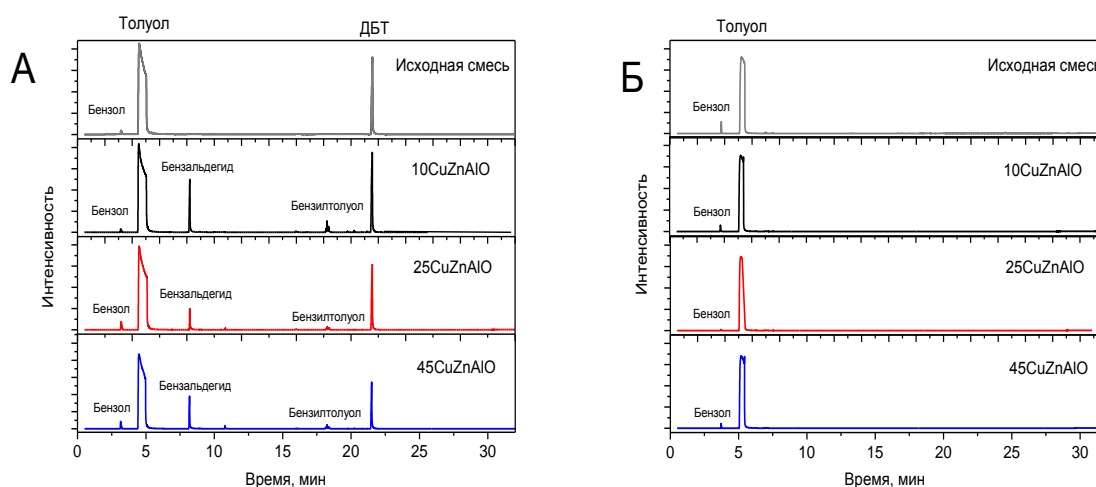 А
Толуол
ДБТ
Исходная смесь
Бензол
10CuZnAlO
Бензальдегид
Бензол
Бензилтолуол
25CuZnAlO
Бензальдегид
Бензол
Бензилтолуол
45CuZnAlO
Бензальдегид
Бензол
Бензилтолуол
Интенсивность
0 5 10 15 20 25 30
Время, мин
Б
Толуол
Исходная смесь
Бензол
10CuZnAlO
Бензол
25CuZnAlO
Бензол
45CuZnAlO
Бензол
Интенсивность
0 5 10 15 20 25 30
Время, мин